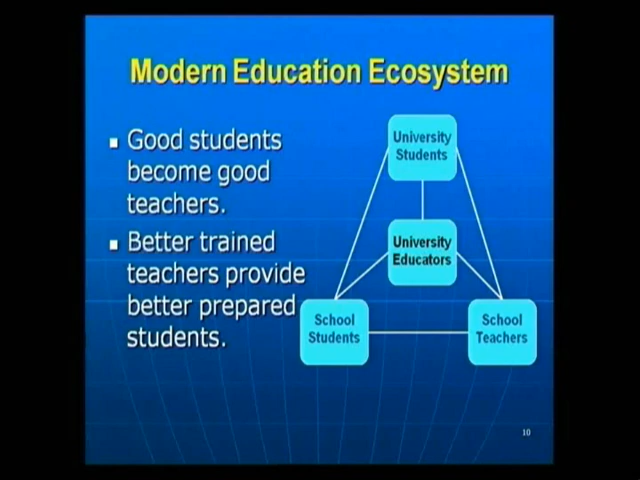 Modern Education Ecosystem
▪ Good students
become good
teachers.
▪ Better trained
teachers provide
better prepared
students.
University
Students
University
Educators
School
Students
School
Teachers
10